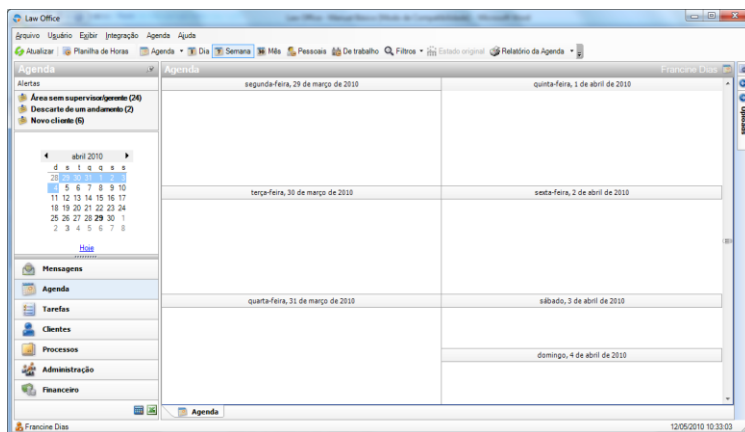 Law Office
Arquivo Usuário Exibir Integração Agenda Ajuda
Atualizar Planilha de Horas Agenda Dia Semana Mês Pessoais De trabalho Filtros Estado original Relatório da Agenda
Agenda
Alertas
Área sem supervisor/gerente (24)
Descarte de um andamento (2)
Novo cliente (6)
abril 2010
d s t q q s s
28 29 30 31 1 2 3
4 5 6 7 8 9 10
11 12 13 14 15 16 17
18 19 20 21 22 23 24
25 26 27 28 29 30 1
2 3 4 5 6 7 8
Hoje
Mensagens
Agenda
Tarefas
Clientes
Processos
Administração
Financeiro
Agenda Francine Dias
segunda-feira, 29 de março de 2010 quinta-feira, 1 de abril de 2010
terça-feira, 30 de março de 2010 sexta-feira, 2 de abril de 2010
quarta-feira, 31 de março de 2010 sábado, 3 de abril de 2010
domingo, 4 de abril de 2010
Agenda
Francine Dias 12/05/2010 10:33:03